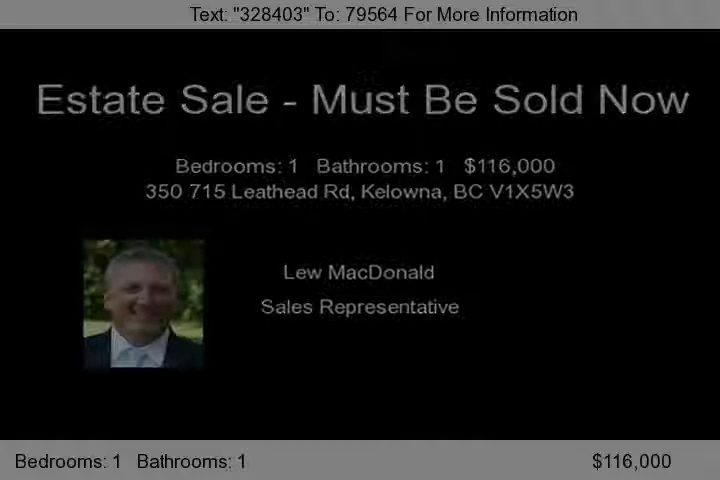 Text: "328403" To: 79564 For More Information
Estate Sale - Must Be Sold Now
Bedrooms: 1 Bathrooms: 1 $116,000
350 715 Leathead Rd, Kelowna, BC V1X5W3
Lew MacDonald
Sales Representative
Bedrooms: 1 Bathrooms: 1 $116,000